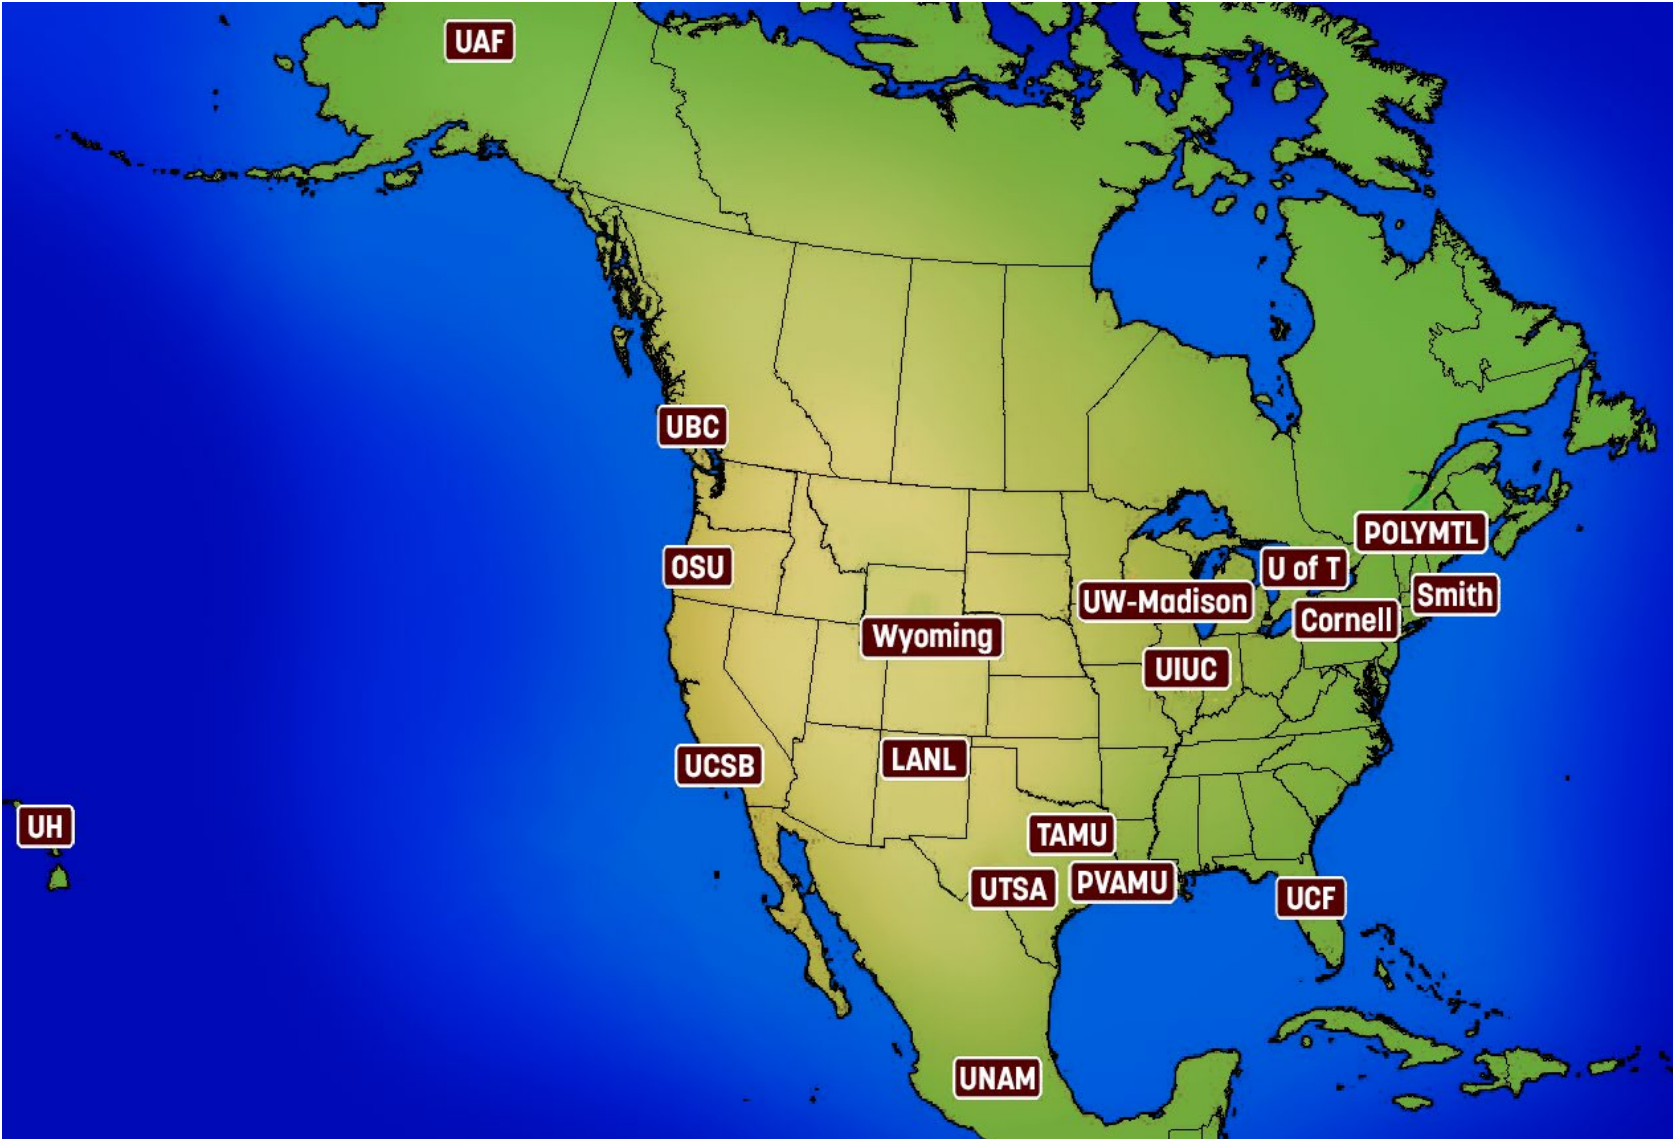 UAF
UBC
POLYMTL
OSU
U of T
Smith
UW-Madison
Cornell
Wyoming
UIUC
LANL
UCSB
UH
TAMU
PVAMU
UTSA
UCF
UNAM